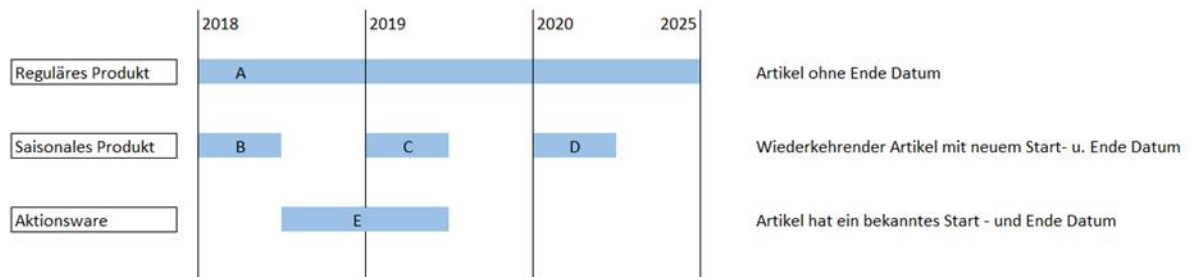 2018 2019 2020 2025
Reguläres Produkt A Artikel ohne Ende Datum
Saisonales Produkt B C D Wiederkehrender Artikel mit neuem Start- u. Ende Datum
Aktionsware E Artikel hat ein bekanntes Start - und Ende Datum